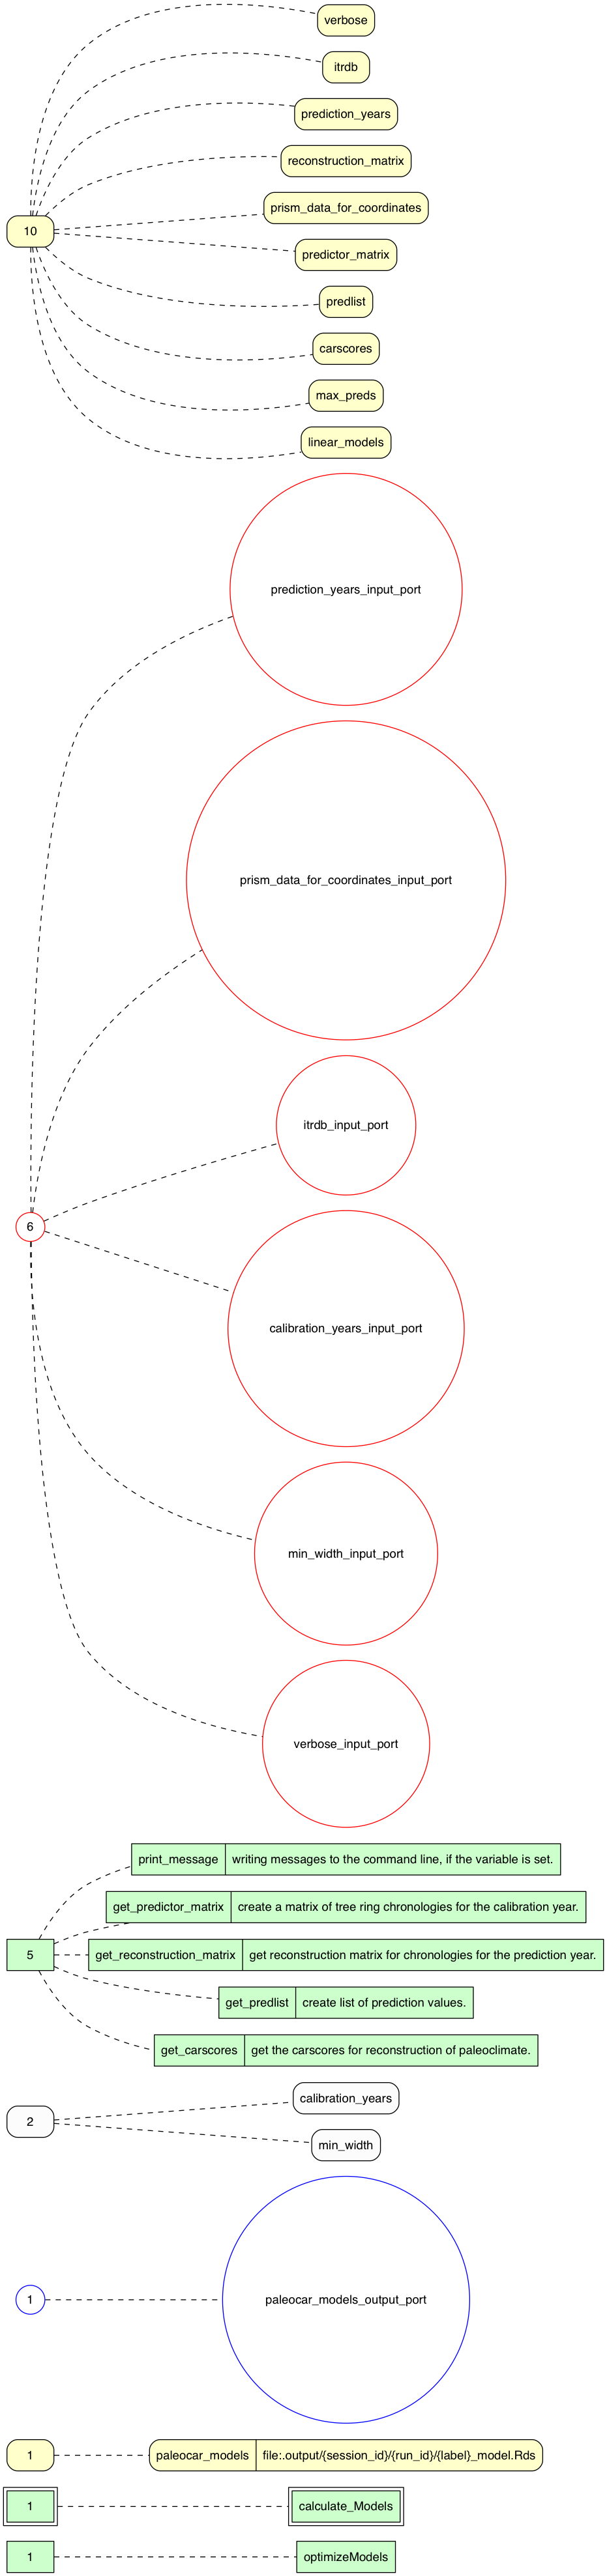 verbose
itrdb
prediction_years
reconstruction_matrix
prism_data_for_coordinates
10
predictor_matrix
predlist
carscores
max_preds
linear_models
prediction_years_input_port
prism_data_for_coordinates_input_port
itrdb_input_port
6
calibration_years_input_port
min_width_input_port
verbose_input_port
print_message writing messages to the command line, if the variable is set.
get_predictor_matrix create a matrix of tree ring chronologies for the calibration year.
5 get_reconstruction_matrix get reconstruction matrix for chronologies for the prediction year.
get_predlist create list of prediction values.
get_carscores get the carscores for reconstruction of paleoclimate.
calibration_years
2
min_width
1 paleocar_models_output_port
1 paleocar_models file:.output/{session_id}/{run_id}/{label}_model.Rds
1 calculate_Models
1 optimizeModels